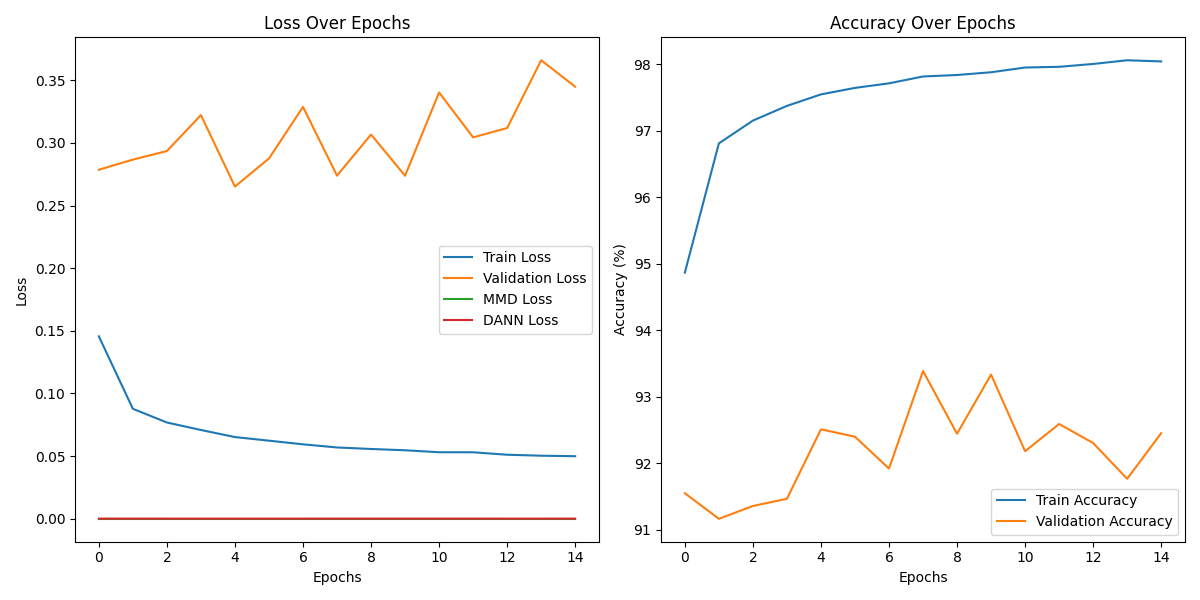 Loss Over Epochs
Loss
0.35
0.30
0.25
0.20
0.15
0.10
0.05
0.00
Train Loss
Validation Loss
MMD Loss
DANN Loss
0 2 4 6 8 10 12 14
Epochs
Accuracy Over Epochs
Accuracy (%)
98
97
96
95
94
93
92
91
Train Accuracy
Validation Accuracy
0 2 4 6 8 10 12 14
Epochs